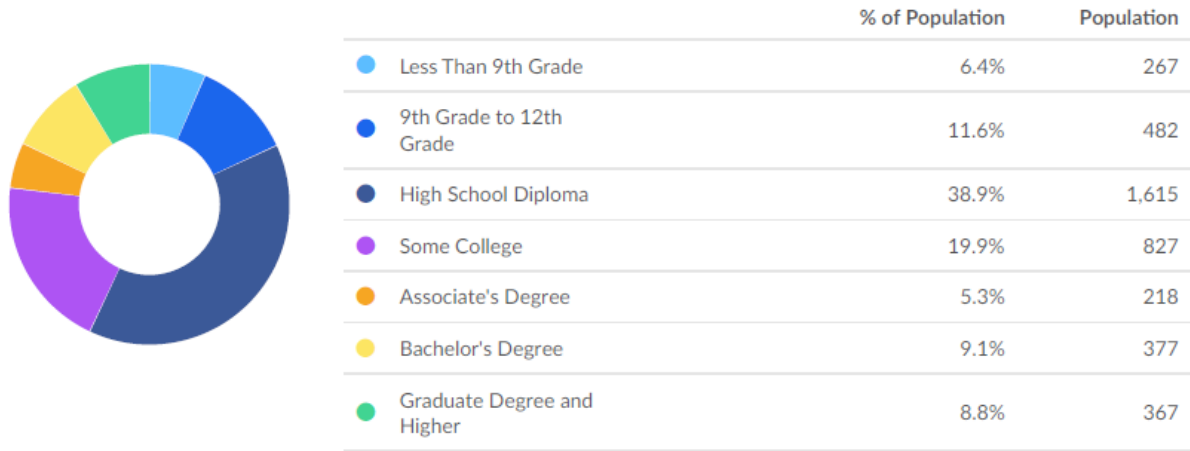 % of Population Population
Less Than 9th Grade 6.4% 267
9th Grade to 12th
Grade 11.6% 482
High School Diploma 38.9% 1,615
Some College 19.9% 827
Associate's Degree 5.3% 218
Bachelor's Degree 9.1% 377
Graduate Degree and
Higher 8.8% 367